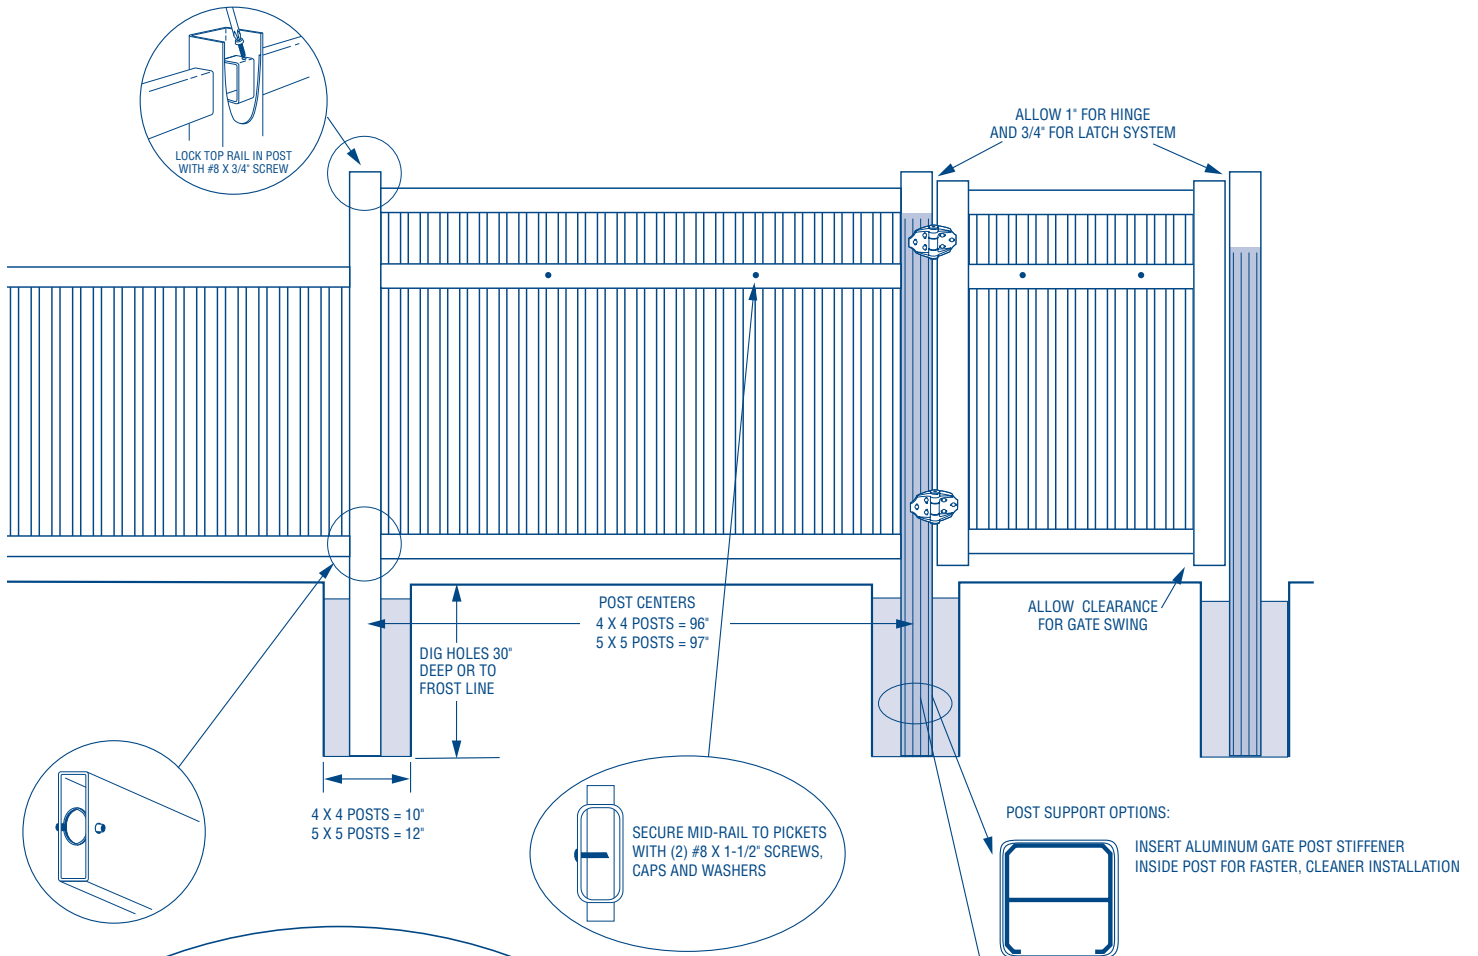 LOCK TOP RAIL IN POST
WITH #8 X 3/4" SCREW
ALLOW 1" FOR HINGE
AND 3/4" FOR LATCH SYSTEM
POST CENTERS
4 X 4 POSTS = 96"
5 X 5 POSTS = 97"
DIG HOLES 30"
DEEP OR TO
FROST LINE
ALLOW CLEARANCE
FOR GATE SWING
4 X 4 POSTS = 10"
5 X 5 POSTS = 12"
SECURE MID-RAIL TO PICKETS
WITH (2) #8 X 1-1/2" SCREWS,
CAPS AND WASHERS
POST SUPPORT OPTIONS:
INSERT ALUMINUM GATE POST STIFFENER
INSIDE POST FOR FASTER, CLEANER INSTALLATION